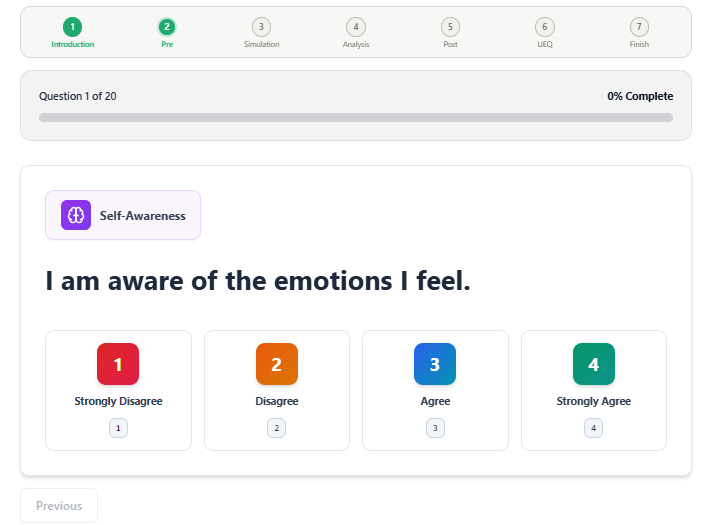 1 2 3 4 5 6 7
Introduction Pre Simulation Analysis Post UEQ Finish
Question 1 of 20 0% Complete
Self-Awareness
I am aware of the emotions I feel.
1 2 3 4
Strongly Disagree Disagree Agree Strongly Agree
1 2 3 4
Previous